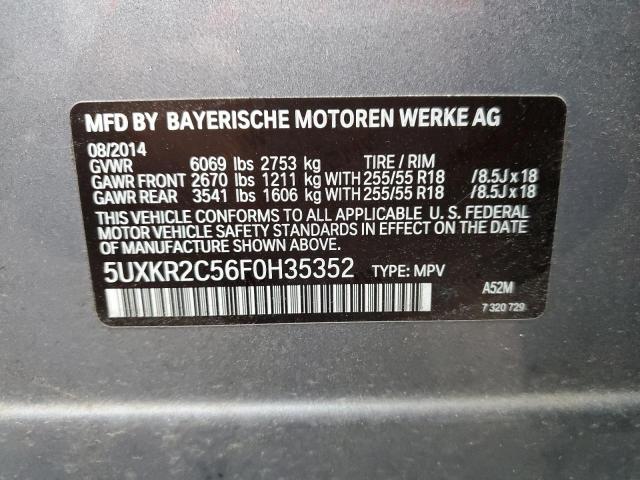 MFD BY BAYERISCHE MOTOREN WERKE AG
08/2014
GVWR 6069 lbs 2753 kg TIRE / RIM
GAWR FRONT 2670 lbs 1211 kg WITH 255/55 R18 /8.5J x 18
GAWR REAR 3541 lbs 1606 kg WITH 255/55 R18 /8.5J x 18
THIS VEHICLE CONFORMS TO ALL APPLICABLE U. S. FEDERAL
MOTOR VEHICLE SAFETY STANDARDS IN EFFECT ON THE DATE
OF MANUFACTURE SHOWN ABOVE.
5UXKR2C56F0H35352 TYPE: MPV
A52M
7 320 729